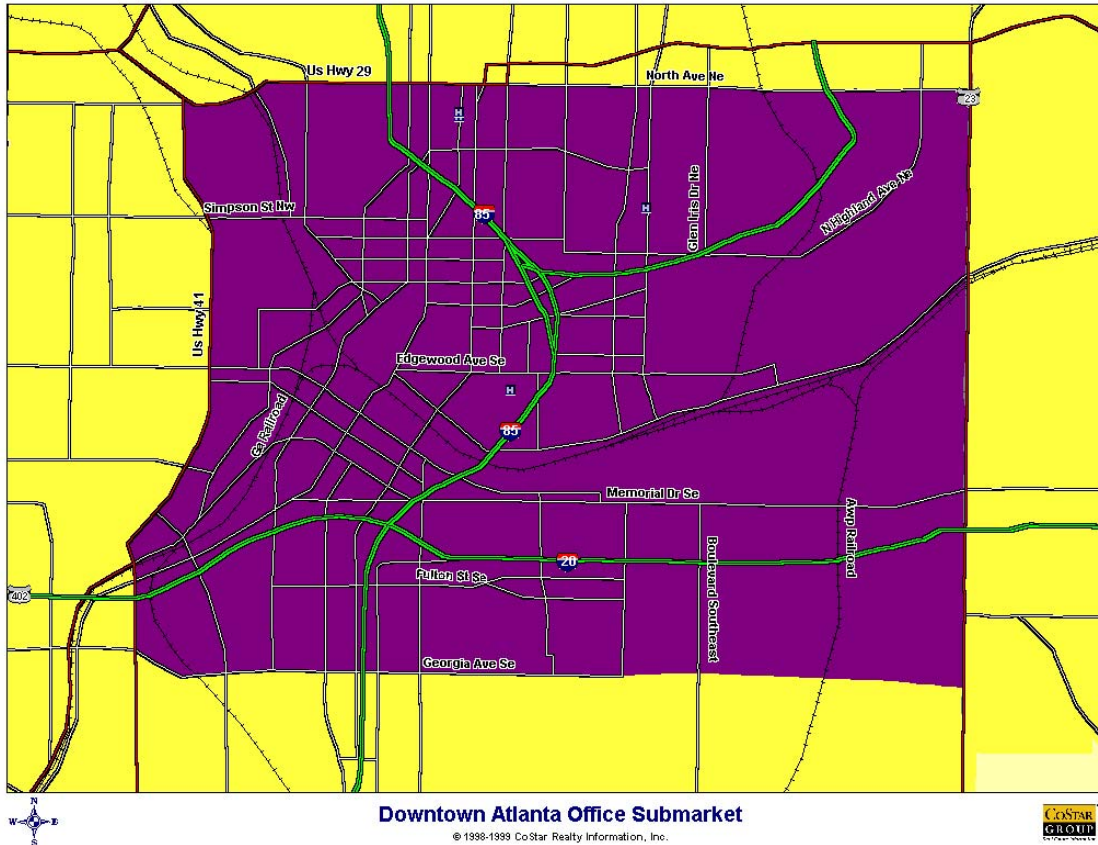 Us Hwy 29
North Ave Ne
23
H
Simpson St Nw
85
H
Glen Iris Dr Ne
N Highland Ave Ne
Us Hwy 41
Edgewood Ave Se
H
Ga Railroad
85
Memorial Dr Se
Awp Railroad
Boulevard Southeast
20
402
Fulton St Se
Georgia Ave Se
N
W E
S
Downtown Atlanta Office Submarket
© 1998-1999 CoStar Realty Information, Inc.
COSTAR
GROUP